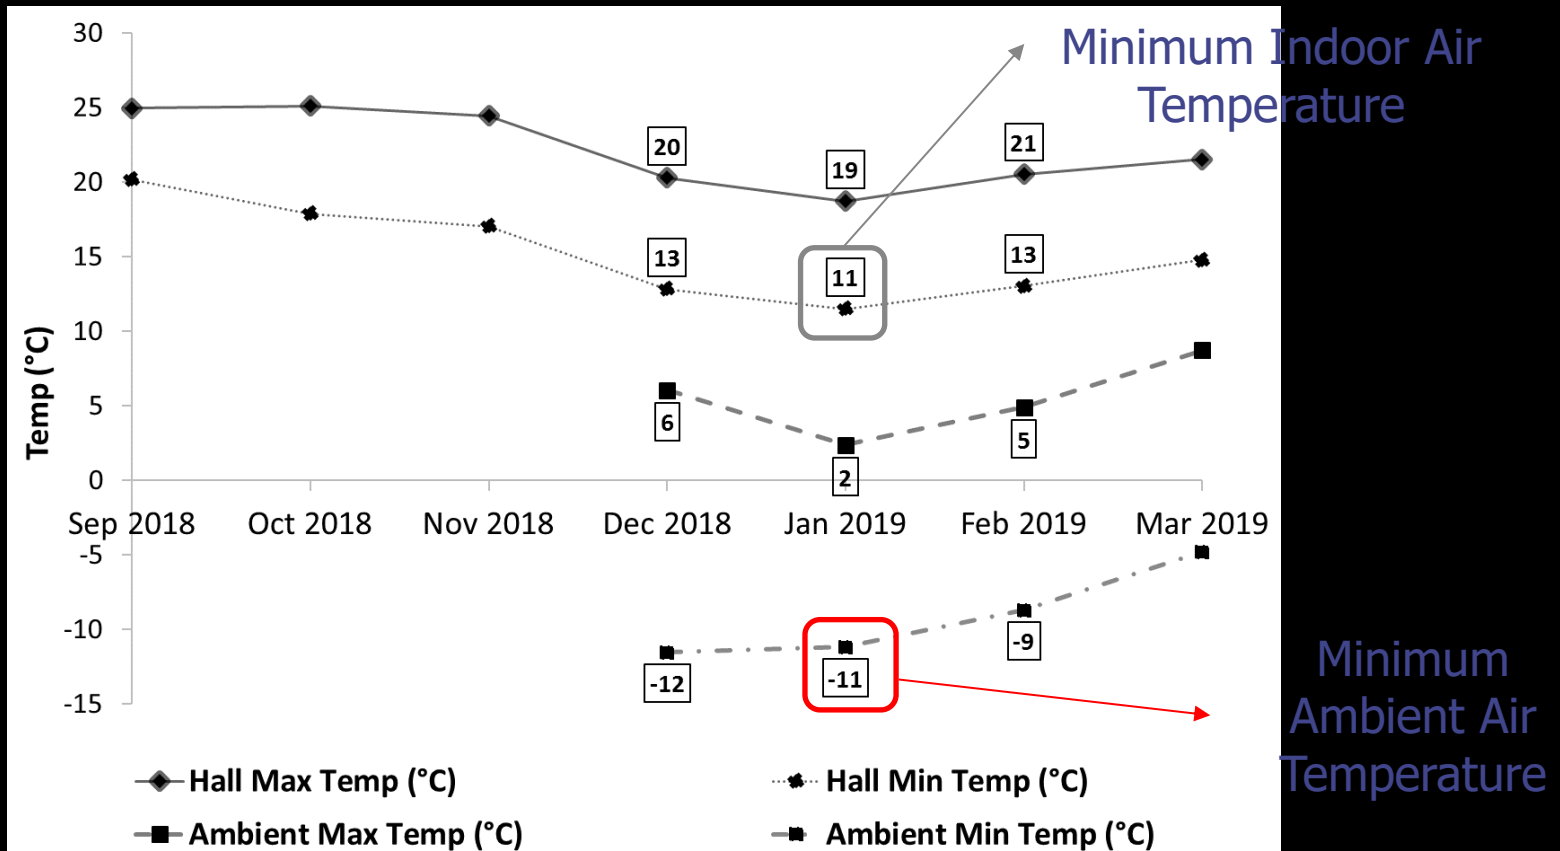 Minimum Indoor Air
Temperature
30
25
20
15
10
5
0
-5
-10
-15
Temp (°C)
20
19
21
13
11
13
6
2
5
-12
-11
-9
Sep 2018 Oct 2018 Nov 2018 Dec 2018 Jan 2019 Feb 2019 Mar 2019
Minimum
Ambient Air
Temperature
Hall Max Temp (°C)
Hall Min Temp (°C)
Ambient Max Temp (°C)
Ambient Min Temp (°C)